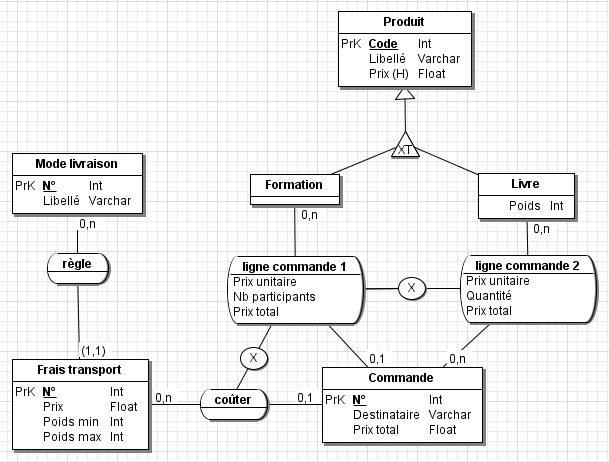 Produit
PrK Code Int
Libellé Varchar
Prix (H) Float
XT
Mode livraison
PrK N° Int
Libellé Varchar
Formation
Livre
Poids Int
0,n
0,n
0,n
règle
ligne commande 1
Prix unitaire
Nb participants
Prix total
X
ligne commande 2
Prix unitaire
Quantité
Prix total
(1,1)
X
0,1
0,n
Frais transport
PrK N° Int
Prix Float
Poids min Int
Poids max Int
0,n
coûter
0,1
Commande
PrK N° Int
Destinataire Varchar
Prix total Float